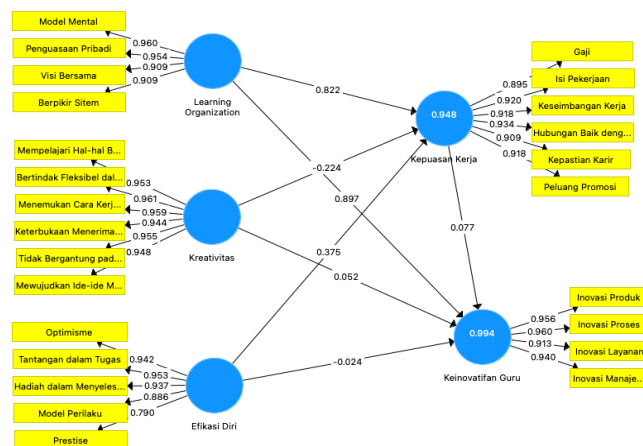 Model Mental
Penguasaan Pribadi
Visi Bersama
Berpikir Sitem
0.960
0.954
0.909
0.909
Learning
Organization
Mempelajari Hal-hal B...
Bertindak Fleksibel dal...
Menemukan Cara Kerj...
Keterbukaan Menerima...
Tidak Bergantung pad...
Mewujudkan Ide-ide M...
0.953
0.961
0.959
0.944
0.955
0.948
Kreativitas
Optimisme
Tantangan dalam Tugas
Hadiah dalam Menyeles...
Model Perilaku
Prestise
0.942
0.953
0.937
0.886
0.790
Efikasi Diri
0.822
-0.224
0.897
0.375
0.052
-0.024
0.077
0.948
Kepuasan Kerja
0.895
0.920
0.918
0.934
0.909
0.918
Gaji
Isi Pekerjaan
Keseimbangan Kerja
Hubungan Baik deng...
Kepastian Karir
Peluang Promosi
0.994
Keinovatifan Guru
0.956
0.960
0.913
0.940
Inovasi Produk
Inovasi Proses
Inovasi Layanan
Inovasi Manaje...